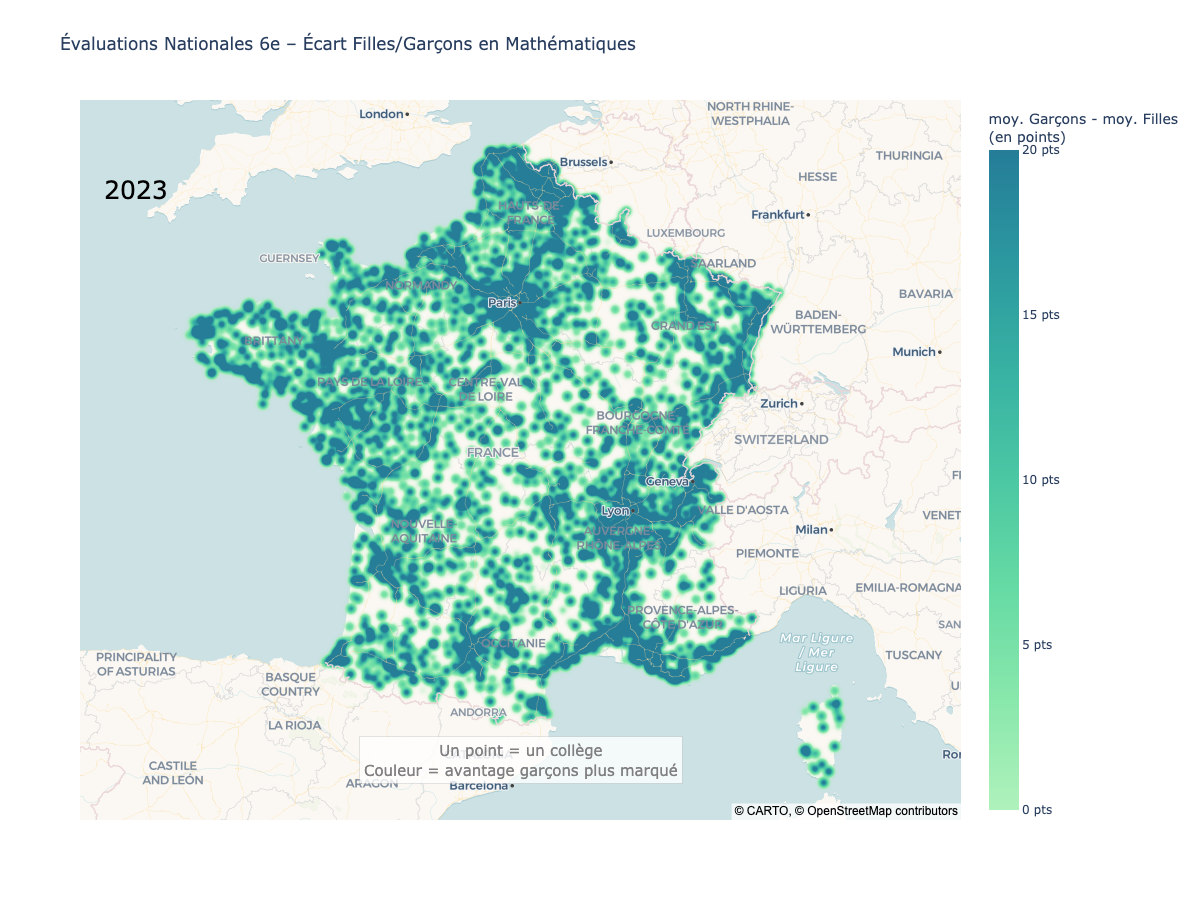 Évaluations Nationales 6e – Écart Filles/Garçons en Mathématiques
NORTH RHINE-
WESTPHALIA
London
moy. Garçons - moy. Filles
(en points)
20 pts
THURINGIA
Brussels
HESSE
2023
HAUTS-DE-
FRANCE
Frankfurt
LUXEMBOURG
GUERNSEY
SAARLAND
NORMANDY
BAVARIA
Paris
15 pts
BADEN-
WÜRTTEMBERG
GRAND EST
BRITTANY
Munich
PAYS DE LA LOIRE
CENTRE-VAL
DE LOIRE
Zurich
BOURGOGNE-
FRANCHE-COMTÉ
SWITZERLAND
FRANCE
Geneva
10 pts
Lyon
VALLE D'AOSTA
VENET
NOUVELLE-
AQUITAINE
AUVERGNE-
RHÔNE-ALPES
Milan
PIEMONTE
LIGURIA
EMILIA-ROMAGNA
PROVENCE-ALPES-
CÔTE D'AZUR
SAN
OCCITANIE
Mar Ligure
/ Mer
Ligure
5 pts
PRINCIPALITY
OF ASTURIAS
TUSCANY
BASQUE
COUNTRY
ANDORRA
LA RIOJA
Un point = un collège
Couleur = avantage garçons plus marqué
CASTILE
AND LEÓN
ARAGON
Barcelona
© CARTO, © OpenStreetMap contributors
0 pts